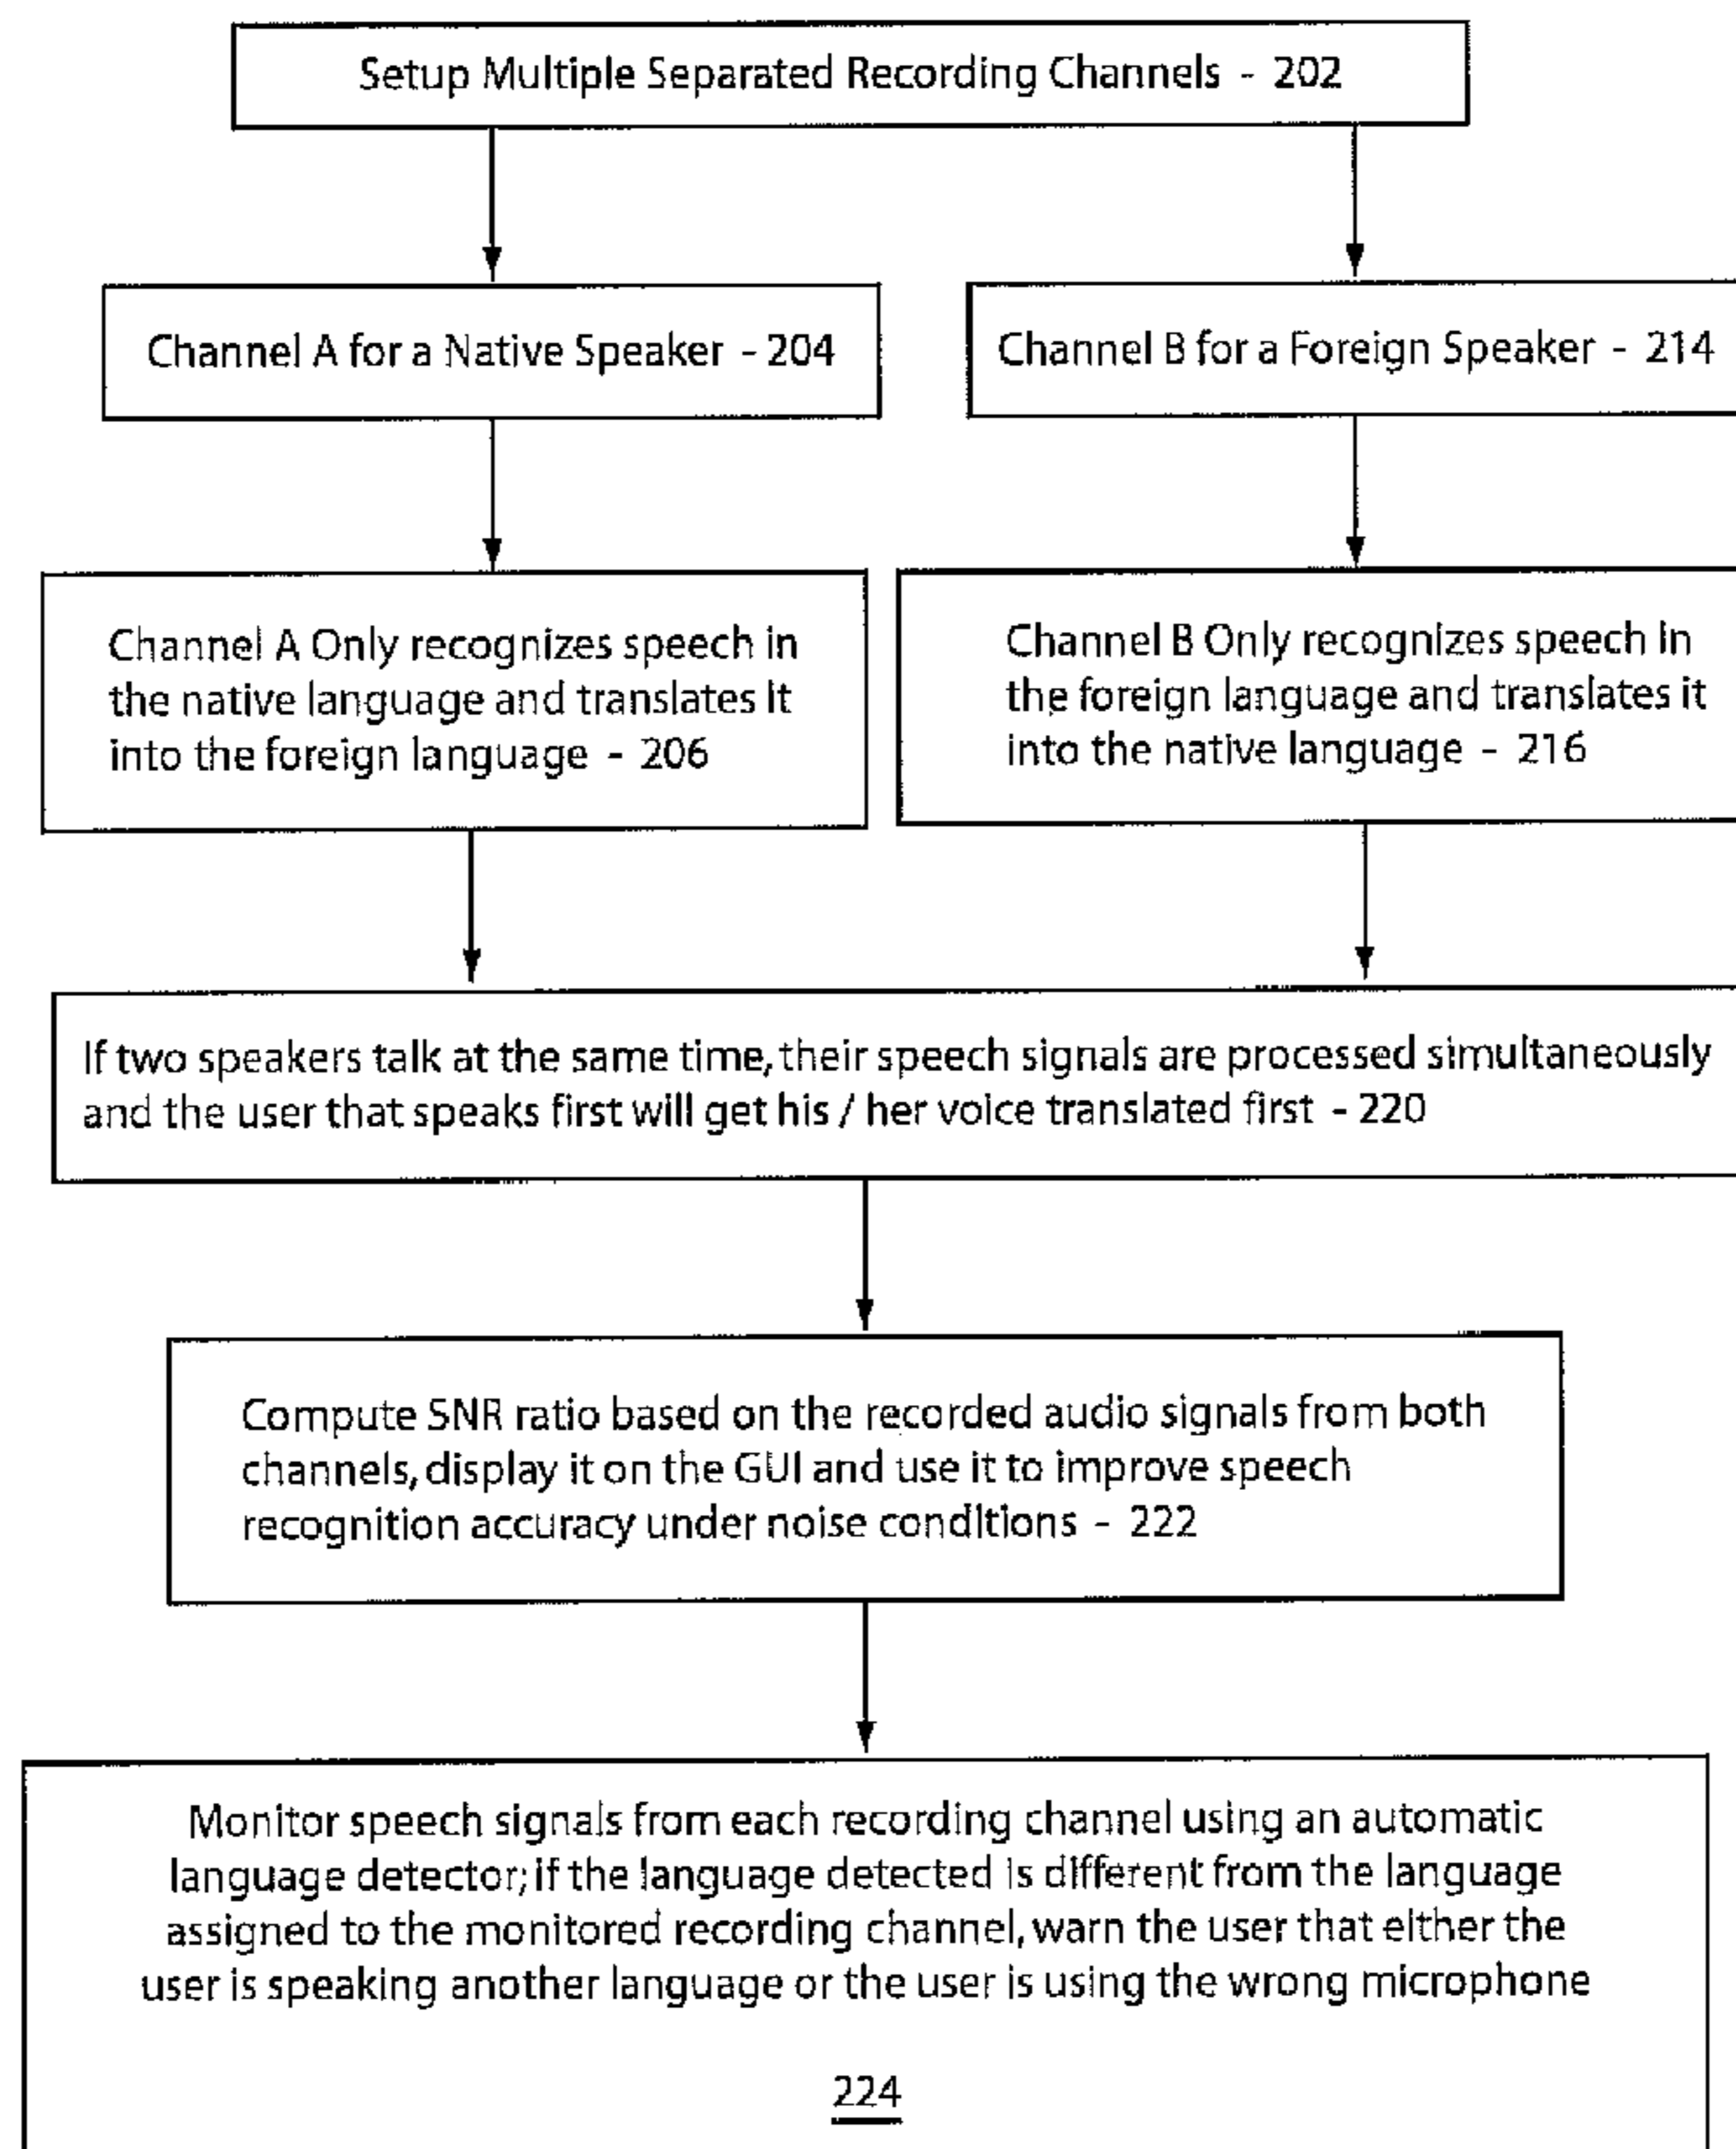 Setup Multiple Separated Recording Channels - 202
Channel A for a Native Speaker - 204
Channel B for a Foreign Speaker - 214
Channel A Only recognizes speech in
the native language and translates it
into the foreign language - 206
Channel B Only recognizes speech in
the foreign language and translates it
into the native language - 216
If two speakers talk at the same time, their speech signals are processed simultaneously
and the user that speaks first will get his / her voice translated first - 220
Compute SNR ratio based on the recorded audio signals from both
channels, display it on the GUI and use it to improve speech
recognition accuracy under noise conditions - 222
Monitor speech signals from each recording channel using an automatic
language detector; if the language detected is different from the language
assigned to the monitored recording channel, warn the user that either the
user is speaking another language or the user is using the wrong microphone
224